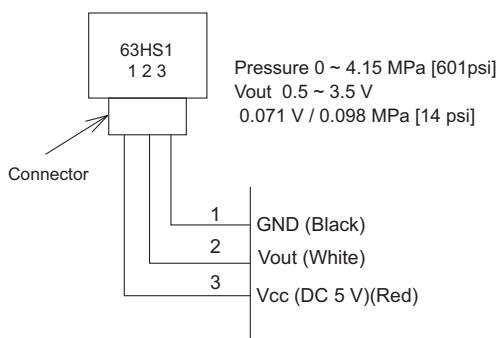 63HS1
1 2 3
Pressure 0 ~ 4.15 MPa [601psi]
Vout 0.5 ~ 3.5 V
0.071 V / 0.098 MPa [14 psi]
Connector
1 GND (Black)
2 Vout (White)
3 Vcc (DC 5 V)(Red)